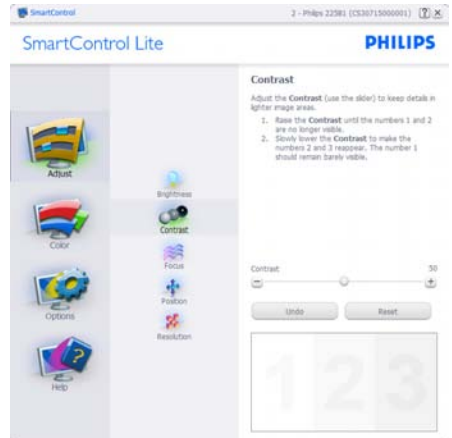 SmartControl
2 - Philips 225B1 (CS30715000001)
SmartControl Lite
PHILIPS
Adjust
Color
Options
Help
Brightness
Contrast
Focus
Position
Resolution
Contrast
Adjust the Contrast (use the slider) to keep details in
lighter image areas.
1. Raise the Contrast until the numbers 1 and 2
are no longer visible.
2. Slowly lower the Contrast to make the
numbers 2 and 3 reappear. The number 1
should remain barely visible.
Contrast
50
Undo
Reset
1 2 3